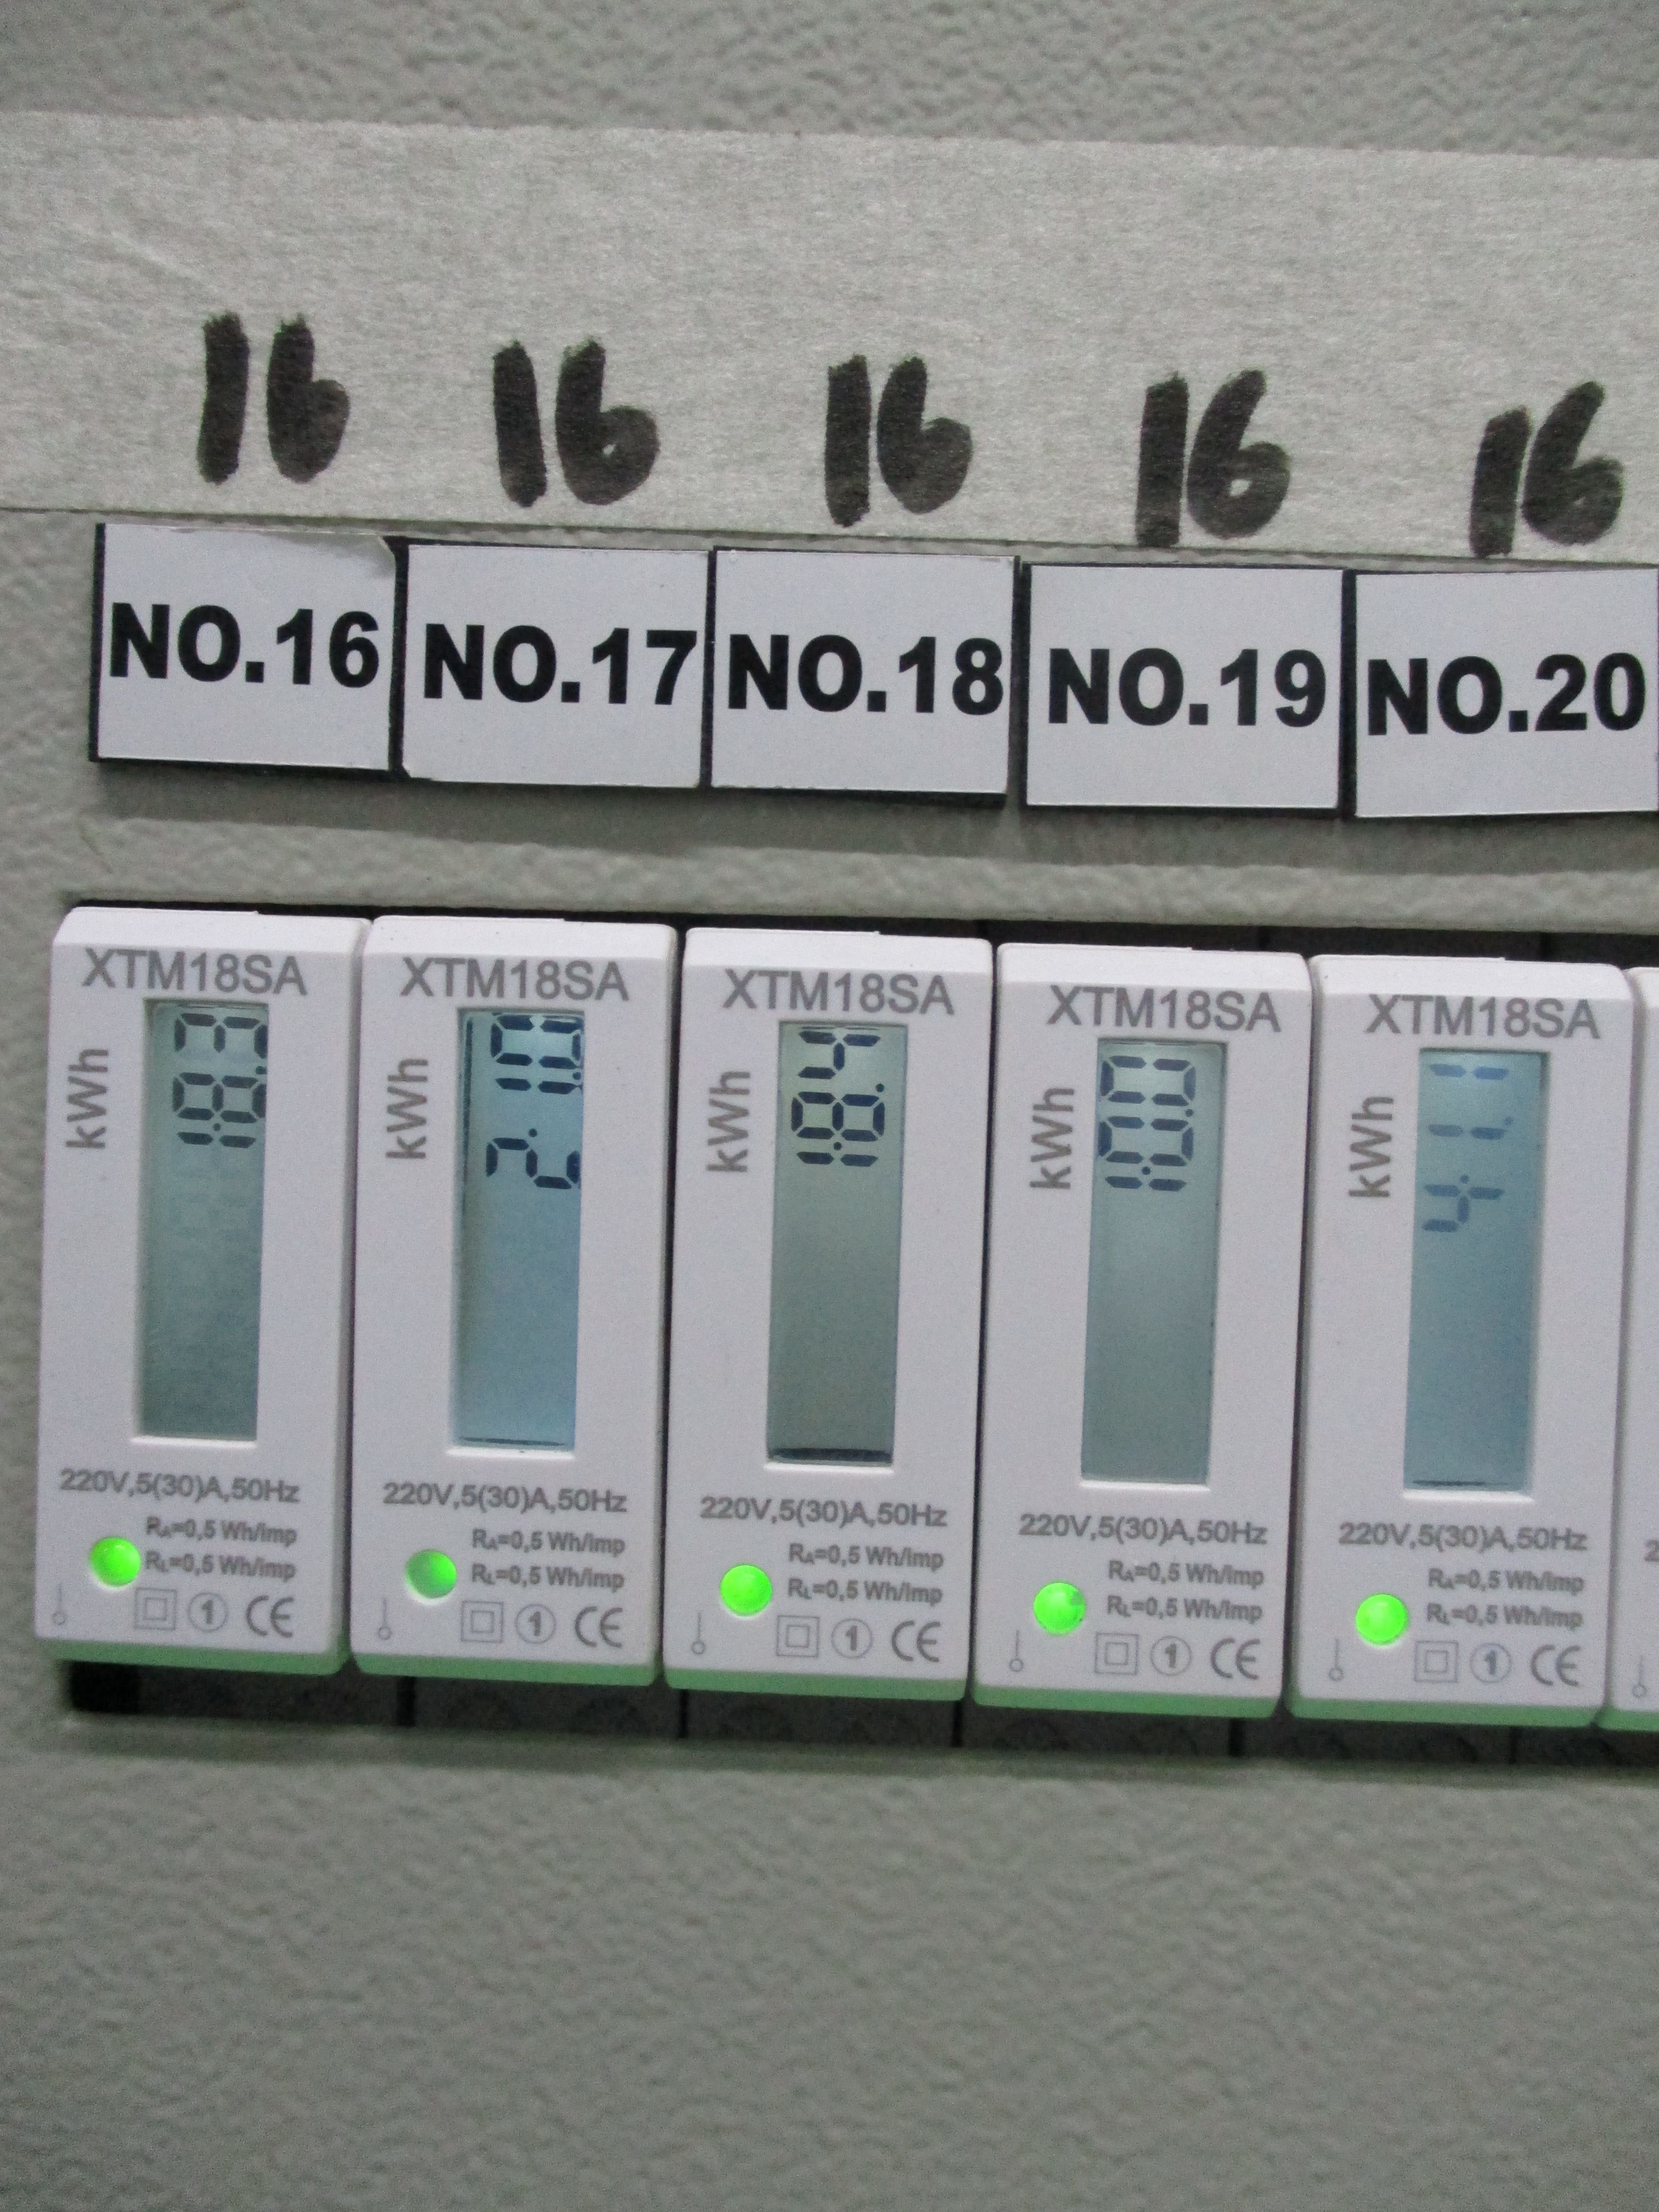 16 16 16 16 16
NO.16 NO.17 NO.18 NO.19 NO.20
XTM18SA XTM18SA XTM18SA XTM18SA XTM18SA
kWh kWh kWh kWh kWh
220V,5(30)A,50Hz 220V,5(30)A,50Hz 220V,5(30)A,50Hz 220V,5(30)A,50Hz 220V,5(30)A,50Hz
RA=0,5 Wh/imp RA=0,5 Wh/imp RA=0,5 Wh/imp RA=0,5 Wh/imp RA=0,5 Wh/imp
RL=0,5 Wh/imp RL=0,5 Wh/imp RL=0,5 Wh/imp RL=0,5 Wh/imp RL=0,5 Wh/imp
1 CE 1 CE 1 CE 1 CE 1 CE